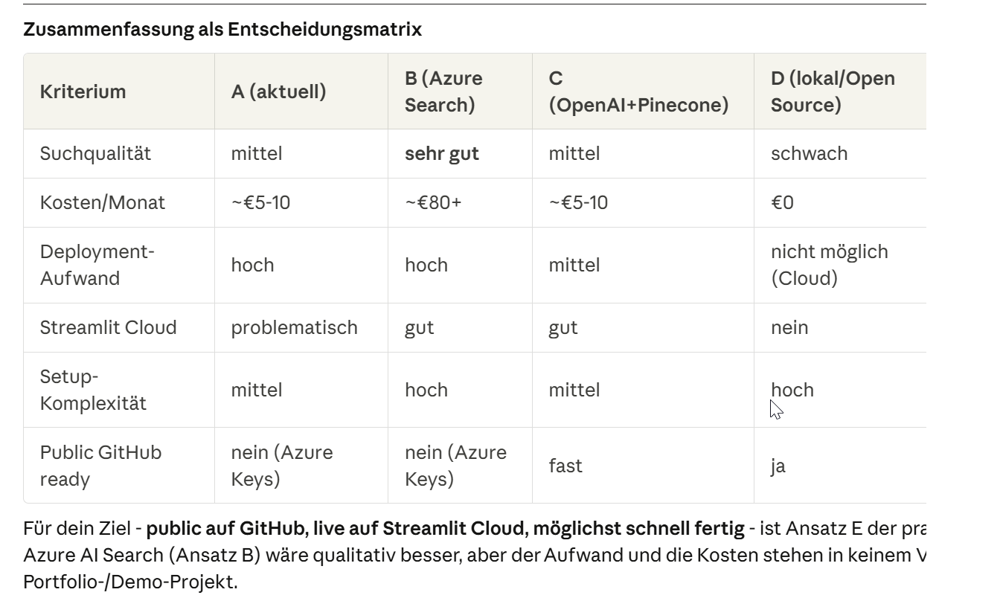 Zusammenfassung als Entscheidungsmatrix
Kriterium
A (aktuell)
B (Azure
Search)
C
(OpenAI+Pinecone)
D (lokal/Open
Source)
Suchqualität
mittel
sehr gut
mittel
schwach
Kosten/Monat
~€5-10
~€80+
~€5-10
€0
Deployment-
Aufwand
hoch
hoch
mittel
nicht möglich
(Cloud)
Streamlit Cloud
problematisch
gut
gut
nein
Setup-
Komplexität
mittel
hoch
mittel
hoch
Public GitHub
ready
nein (Azure
Keys)
nein (Azure
Keys)
fast
ja
Für dein Ziel - public auf GitHub, live auf Streamlit Cloud, möglichst schnell fertig - ist Ansatz E der
Azure AI Search (Ansatz B) wäre qualitativ besser, aber der Aufwand und die Kosten stehen in keinem
Portfolio-/Demo-Projekt.